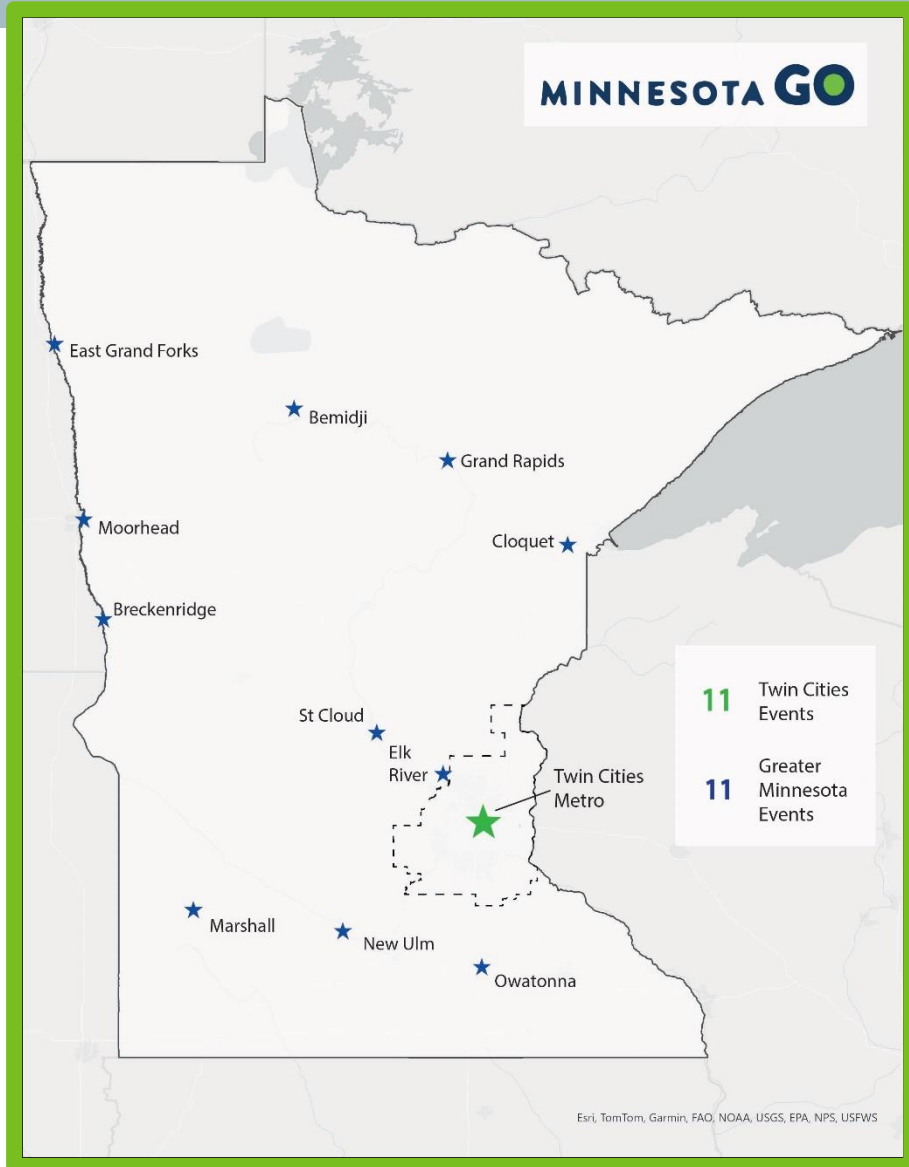 MINNESOTA GO
East Grand Forks
Bemidji
Grand Rapids
Moorhead
Cloquet
Breckenridge
St Cloud
Elk
River
Twin Cities
Metro
11 Twin Cities
Events
11 Greater
Minnesota
Events
Marshall
New Ulm
Owatonna
Esri, TomTom, Garmin, FAO, NOAA, USGS, EPA, NPS, USFWS